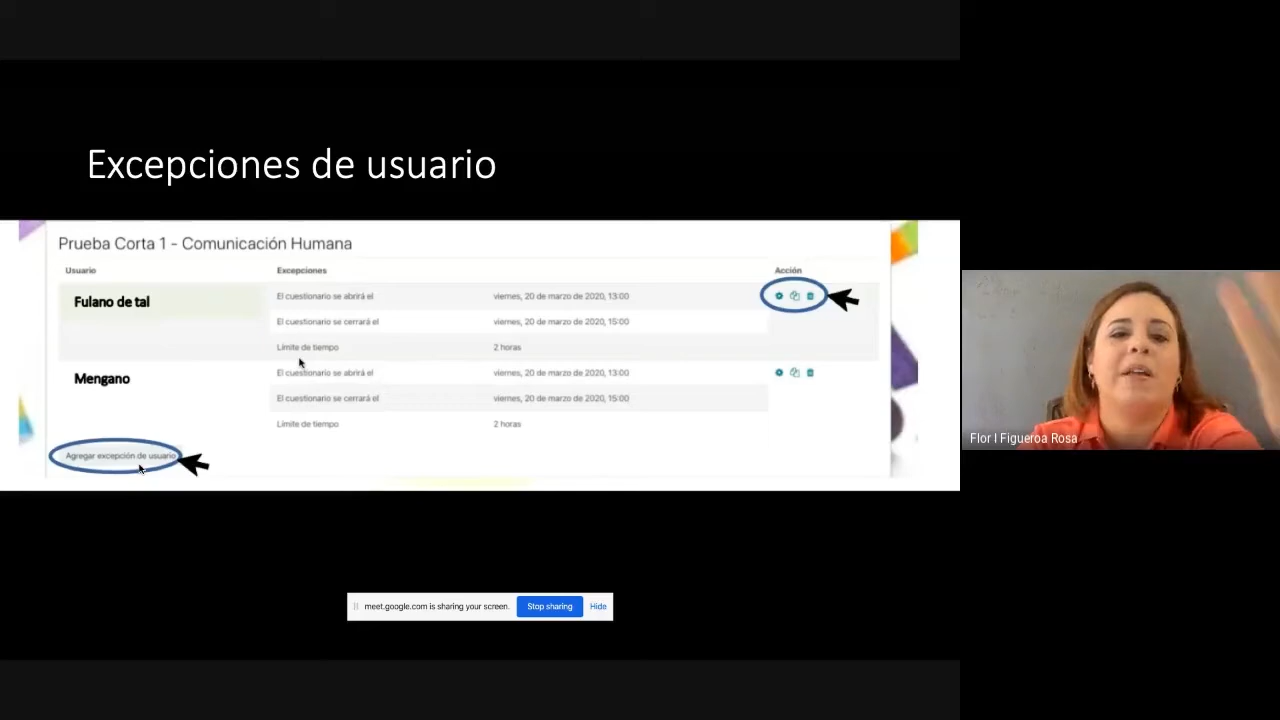 Excepciones de usuario
Prueba Corta 1 - Comunicación Humana
Usuario Excepciones Acción
Fulano de tal El cuestionario se abrirá el viernes, 20 de marzo de 2020, 13:00
El cuestionario se cerrará el viernes, 20 de marzo de 2020, 15:00
Límite de tiempo 2 horas
Mengano El cuestionario se abrirá el viernes, 20 de marzo de 2020, 13:00
El cuestionario se cerrará el viernes, 20 de marzo de 2020, 15:00
Límite de tiempo 2 horas
Agregar excepción de usuario
Flor I Figueroa Rosa
meet.google.com is sharing your screen. Stop sharing Hide